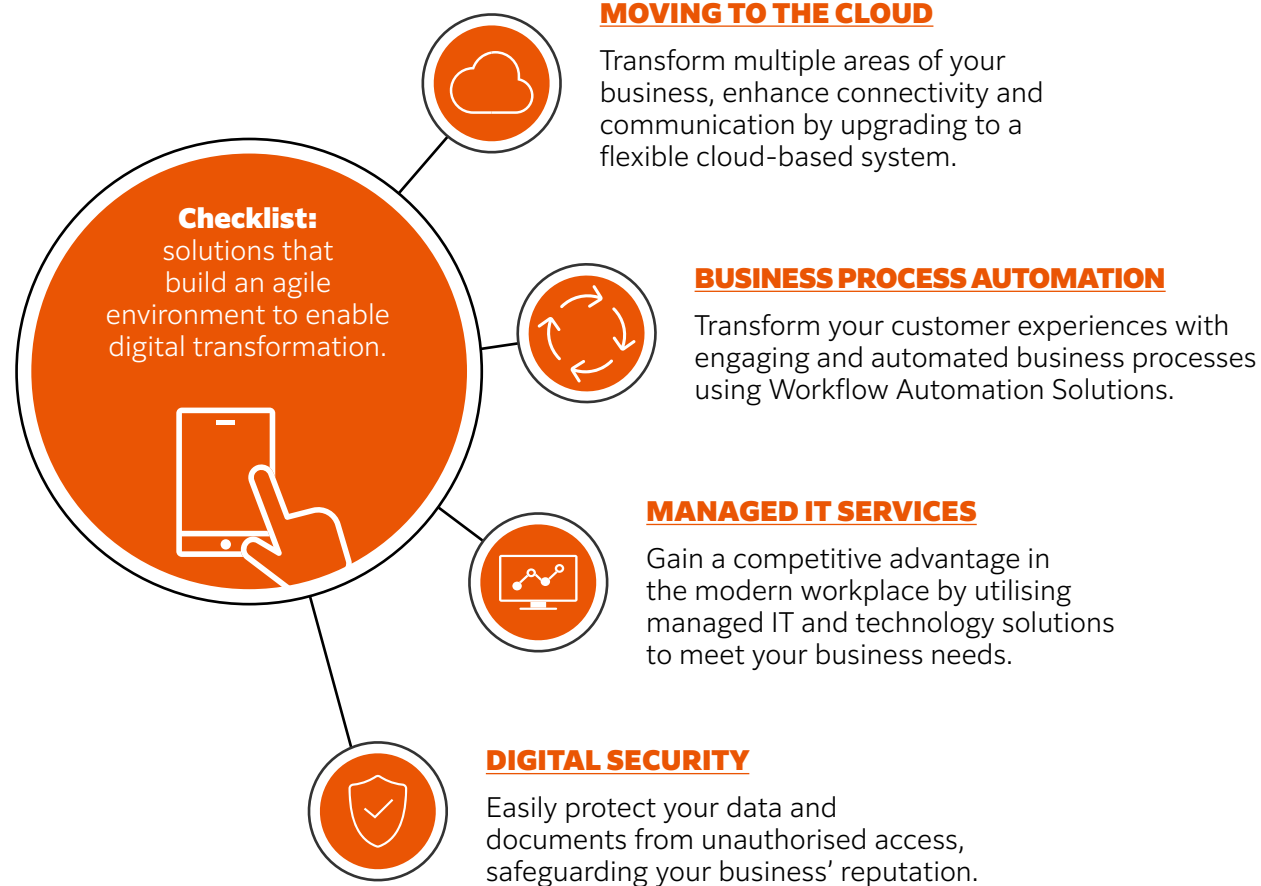 MOVING TO THE CLOUD
Transform multiple areas of your
business, enhance connectivity and
communication by upgrading to a
flexible cloud-based system.
Checklist:
solutions that
build an agile
environment to enable
digital transformation.
BUSINESS PROCESS AUTOMATION
Transform your customer experiences with
engaging and automated business processes
using Workflow Automation Solutions.
MANAGED IT SERVICES
Gain a competitive advantage in
the modern workplace by utilising
managed IT and technology solutions
to meet your business needs.
DIGITAL SECURITY
Easily protect your data and
documents from unauthorised access,
safeguarding your business’ reputation.